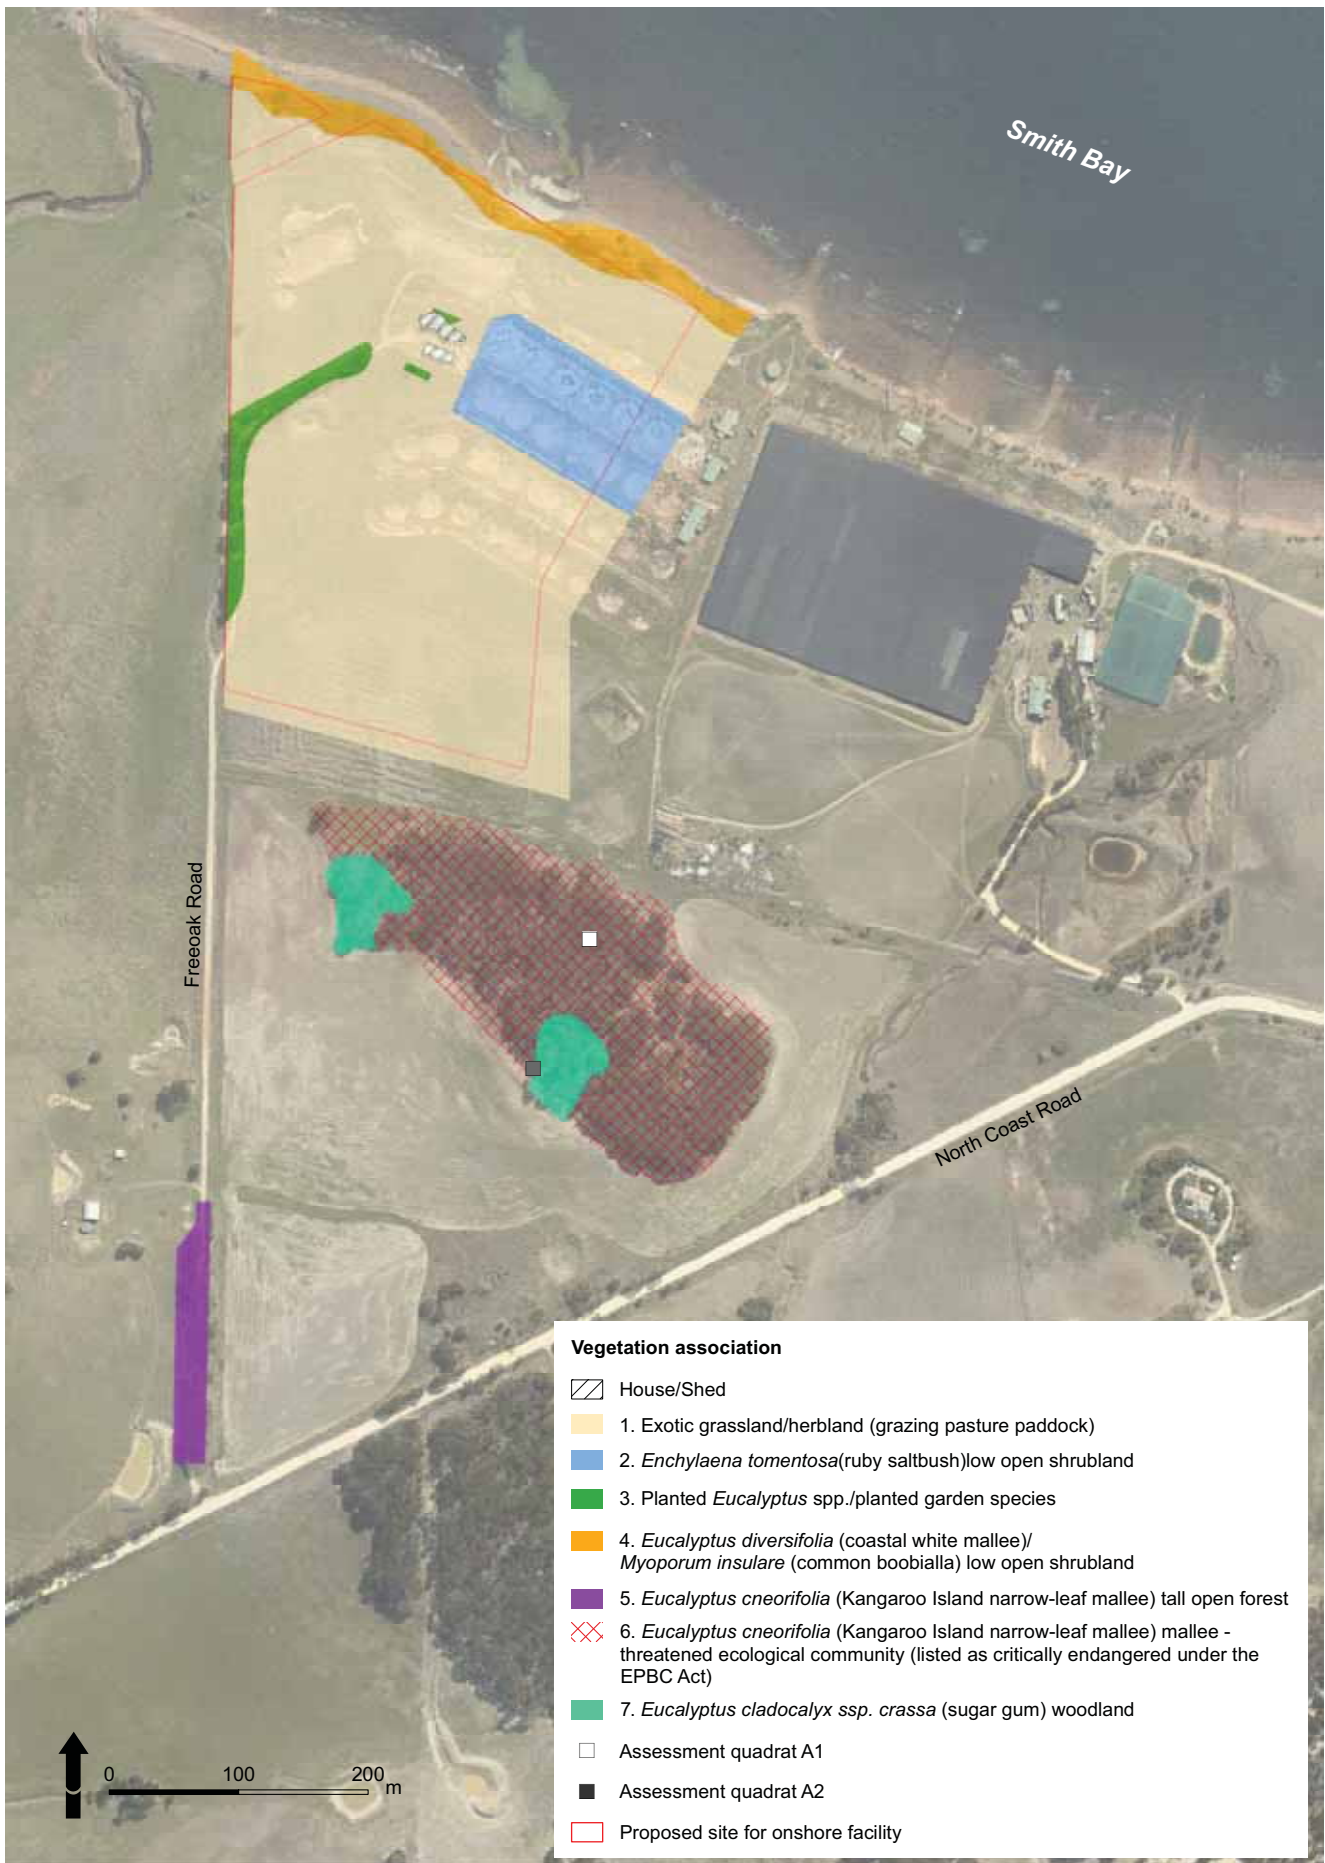 Smith Bay
Freeoak Road
North Coast Road
Vegetation association
House/Shed
1. Exotic grassland/herbland (grazing pasture paddock)
2. Enchylaena tomentosa(ruby saltbush)low open shrubland
3. Planted Eucalyptus spp./planted garden species
4. Eucalyptus diversifolia (coastal white mallee)/
Myoporum insulare (common boobialla) low open shrubland
5. Eucalyptus cneorifolia (Kangaroo Island narrow-leaf mallee) tall open forest
6. Eucalyptus cneorifolia (Kangaroo Island narrow-leaf mallee) mallee -
threatened ecological community (listed as critically endangered under the
EPBC Act)
7. Eucalyptus cladocalyx ssp. crassa (sugar gum) woodland
Assessment quadrat A1
Assessment quadrat A2
Proposed site for onshore facility
0 100 200 m